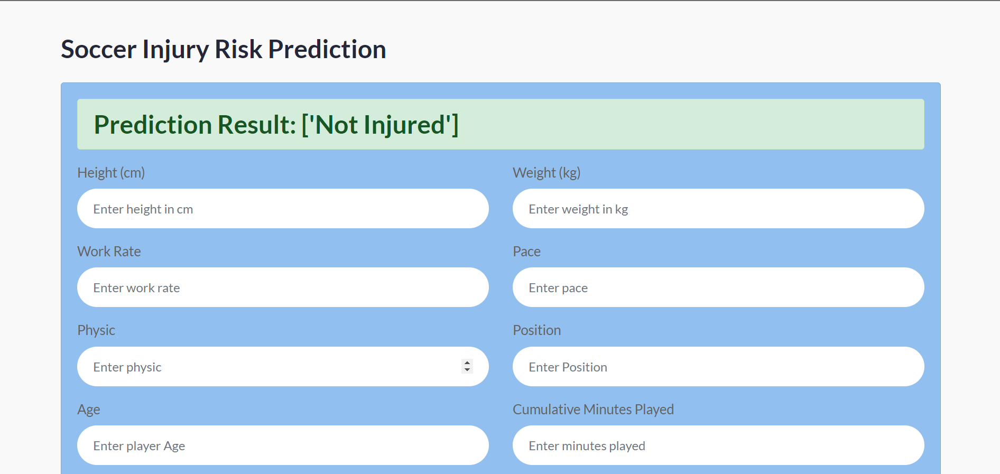 Soccer Injury Risk Prediction
Prediction Result: ['Not Injured']
Height (cm) Weight (kg)
Enter height in cm Enter weight in kg
Work Rate Pace
Enter work rate Enter pace
Physic Position
Enter physic Enter Position
Age Cumulative Minutes Played
Enter player Age Enter minutes played